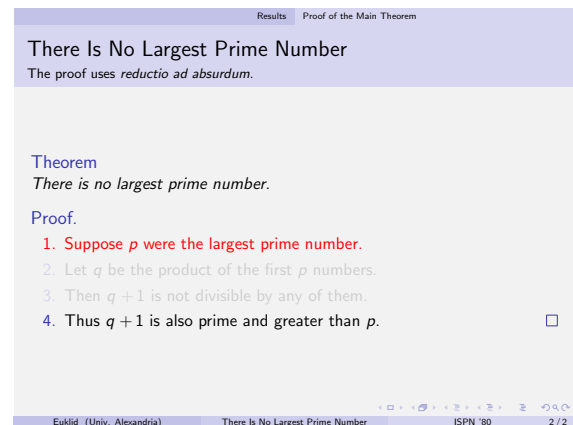 Results Proof of the Main Theorem
There Is No Largest Prime Number
The proof uses reductio ad absurdum.
Theorem
There is no largest prime number.
Proof.
1. Suppose p were the largest prime number.
2. Let q be the product of the first p numbers.
3. Then q + 1 is not divisible by any of them.
4. Thus q + 1 is also prime and greater than p.
Euklid (Univ. Alexandria) There Is No Largest Prime Number ISPN '80 2 / 2